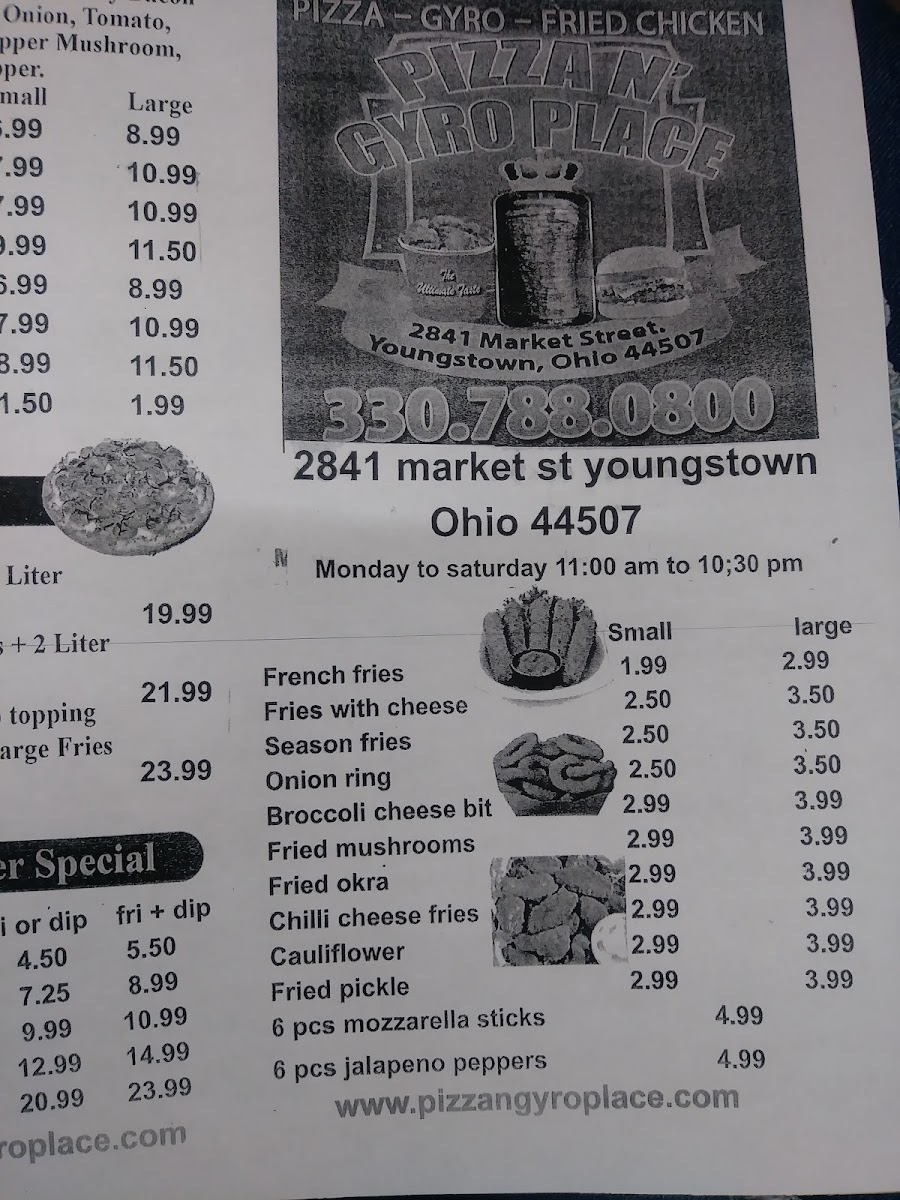 Onion, Tomato,
Mushroom,
Large
8.99
10.99
10.99
11.50
8.99
10.99
11.50
1.99
Liter
19.99
+ 2 Liter
21.99
topping
Fries
23.99
Special
or dip fri + dip
4.50 5.50
7.25 8.99
9.99 10.99
12.99 14.99
20.99 23.99
PIZZA – GYRO – FRIED CHICKEN
PIZZA N'
GYRO PLACE
The
Ultimate Taste
2841 Market Street.
Youngstown, Ohio 44507
330.788.0800
2841 market st youngstown
Ohio 44507
Monday to saturday 11:00 am to 10;30 pm
Small large
French fries 1.99 2.99
Fries with cheese 2.50 3.50
Season fries 2.50 3.50
Onion ring 2.50 3.50
Broccoli cheese bit 2.99 3.99
Fried mushrooms 2.99 3.99
Fried okra 2.99 3.99
Chilli cheese fries 2.99 3.99
Cauliflower 2.99 3.99
Fried pickle 2.99 3.99
6 pcs mozzarella sticks 4.99
6 pcs jalapeno peppers 4.99
www.pizzangyroplace.com